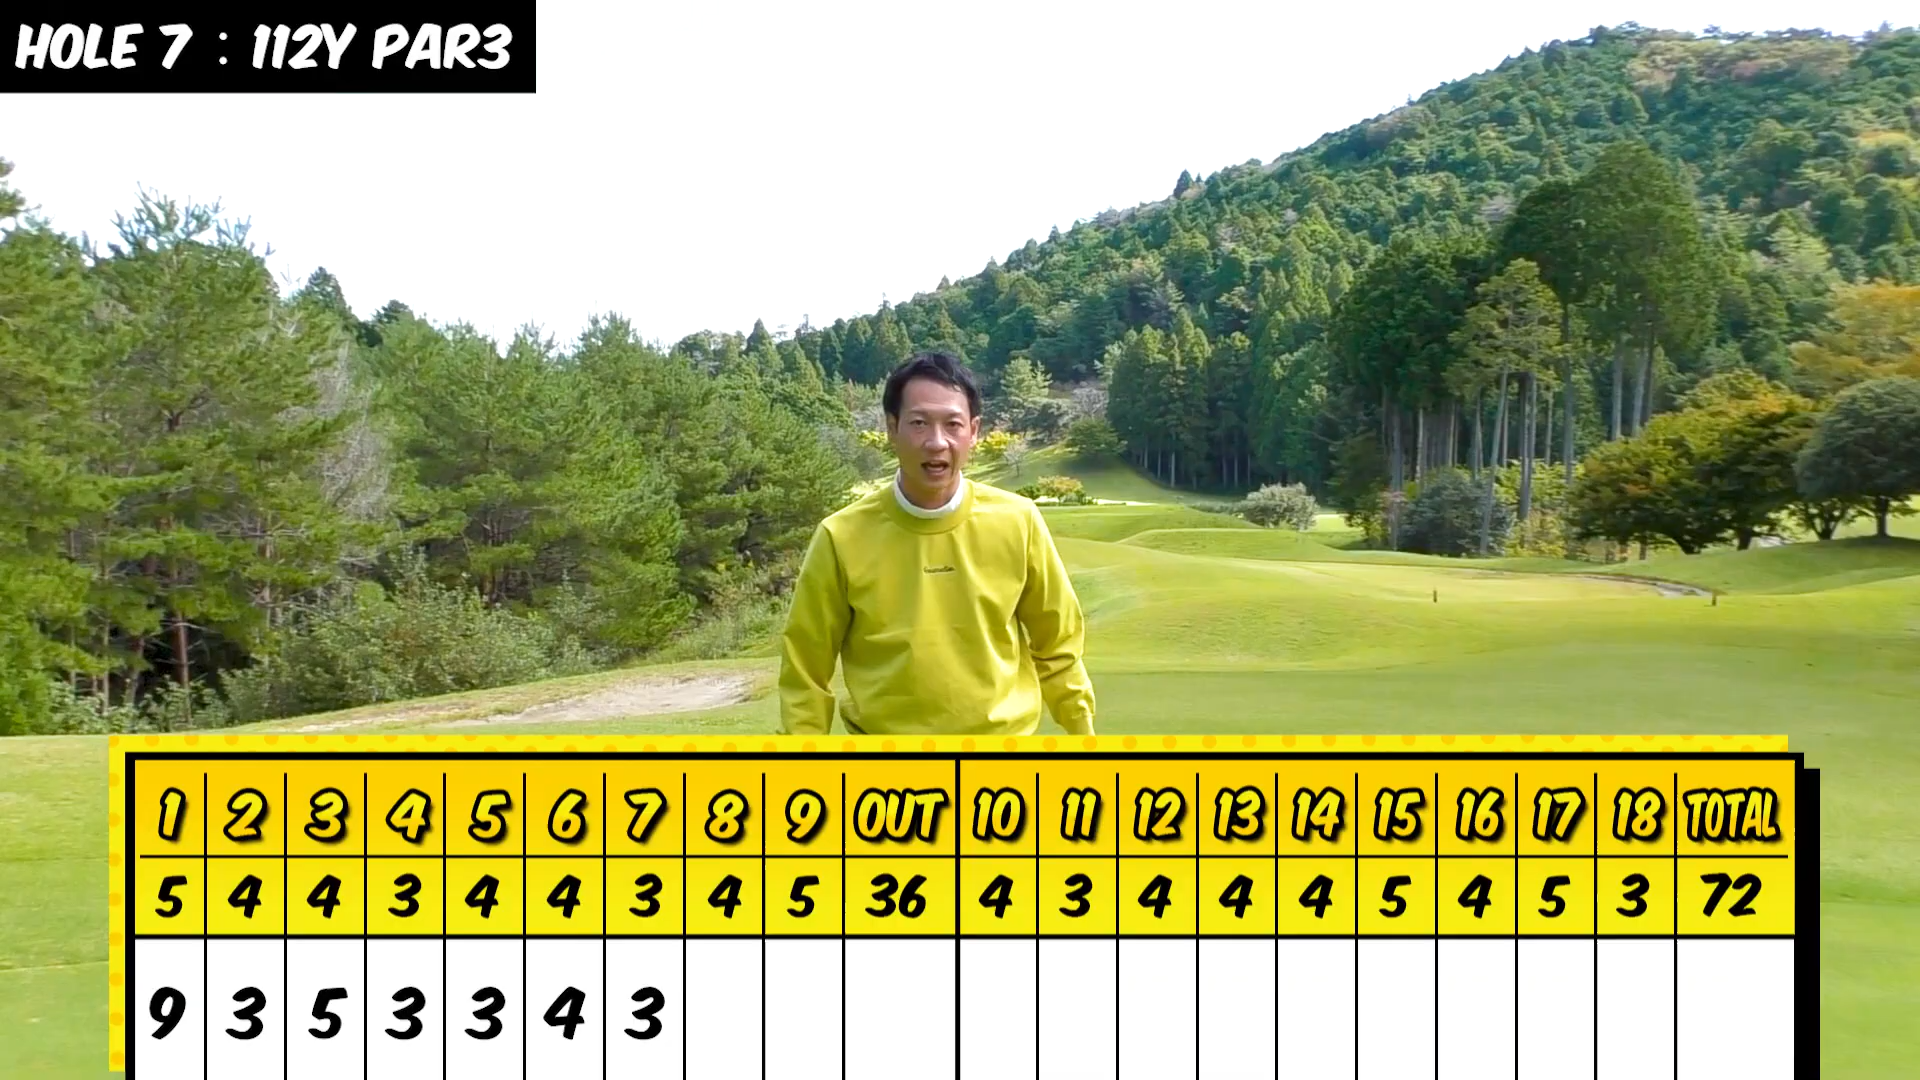 HOLE 7 : 112Y PAR3
1 2 3 4 5 6 7 8 9 OUT 10 11 12 13 14 15 16 17 18 TOTAL
5 4 4 3 4 4 3 4 5 36 4 3 4 4 4 5 4 5 3 72
9 3 5 3 3 4 3